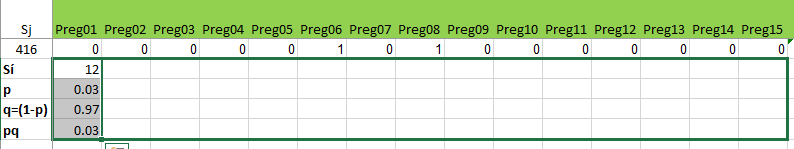 Sj Preg01 Preg02 Preg03 Preg04 Preg05 Preg06 Preg07 Preg08 Preg09 Preg10 Preg11 Preg12 Preg13 Preg14 Preg15
416 0 0 0 0 0 1 0 1 0 0 0 0 0 0 0
Sí 12
p 0.03
q=(1-p) 0.97
pq 0.03